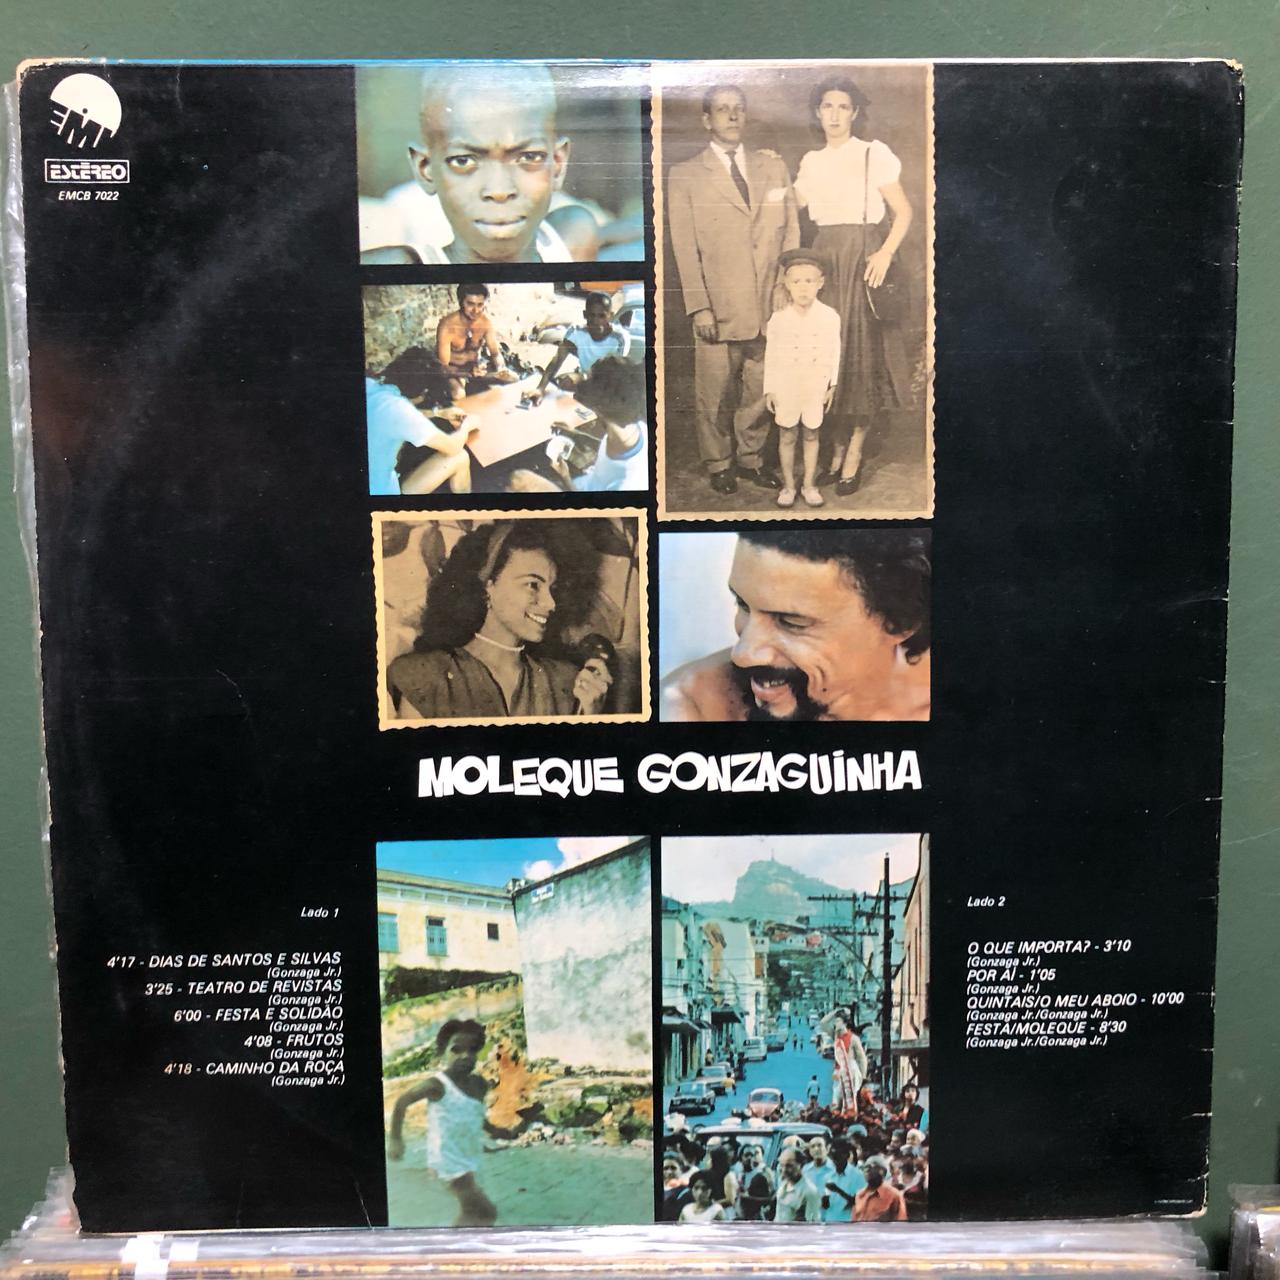 EMI
ESTÉREO
EMCB 7022
MOLEQUE GONZAGUINHA
Lado 1
4'17 - DIAS DE SANTOS E SILVAS
(Gonzaga Jr.)
3'25 - TEATRO DE REVISTAS
(Gonzaga Jr.)
6'00 - FESTA E SOLIDÃO
(Gonzaga Jr.)
4'08 - FRUTOS
(Gonzaga Jr.)
4'18 - CAMINHO DA ROÇA
(Gonzaga Jr.)
Lado 2
O QUE IMPORTA? - 3'10
(Gonzaga Jr.)
POR AÍ - 1'05
(Gonzaga Jr.)
QUINTAIS/O MEU ABOIO - 10'00
(Gonzaga Jr./Gonzaga Jr.)
FESTA/MOLEQUE - 8'30
(Gonzaga Jr./Gonzaga Jr.)